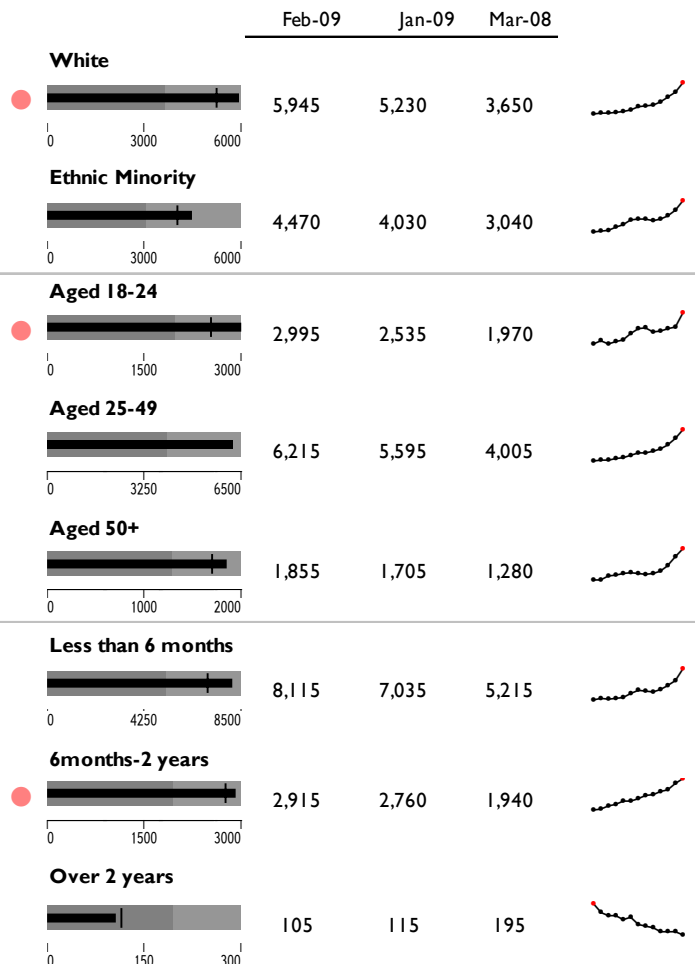 Feb-09 Jan-09 Mar-08
White
5,945 5,230 3,650
0 3000 6000
Ethnic Minority
4,470 4,030 3,040
0 3000 6000
Aged 18-24
2,995 2,535 1,970
0 1500 3000
Aged 25-49
6,215 5,595 4,005
0 3250 6500
Aged 50+
1,855 1,705 1,280
0 1000 2000
Less than 6 months
8,115 7,035 5,215
0 4250 8500
6months-2 years
2,915 2,760 1,940
0 1500 3000
Over 2 years
105 115 195
0 150 300